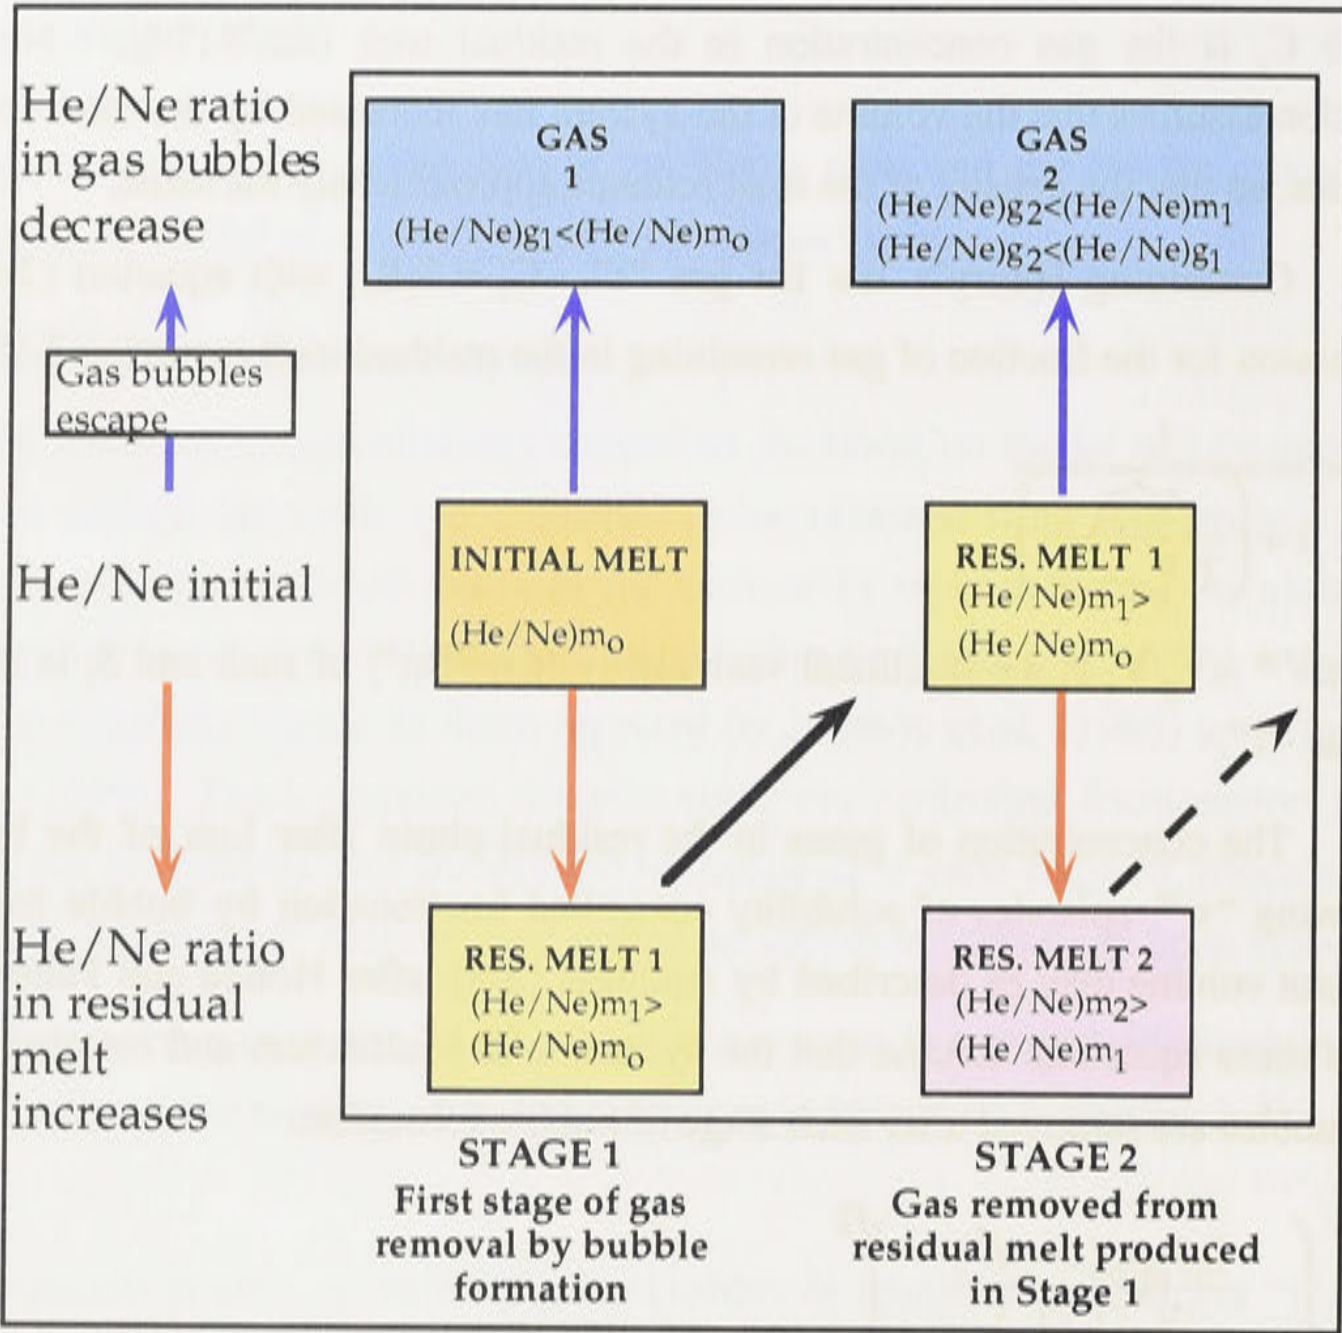 He/Ne ratio
in gas bubbles
decrease
Gas bubbles
escape
He/Ne initial
He/Ne ratio
in residual
melt
increases
GAS
1
(He/Ne)g1<(He/Ne)mo
GAS
2
(He/Ne)g2<(He/Ne)m1
(He/Ne)g2<(He/Ne)g1
INITIAL MELT
(He/Ne)mo
RES. MELT 1
(He/Ne)m1>
(He/Ne)mo
RES. MELT 1
(He/Ne)m1>
(He/Ne)mo
RES. MELT 2
(He/Ne)m2>
(He/Ne)m1
STAGE 1
First stage of gas
removal by bubble
formation
STAGE 2
Gas removed from
residual melt produced
in Stage 1